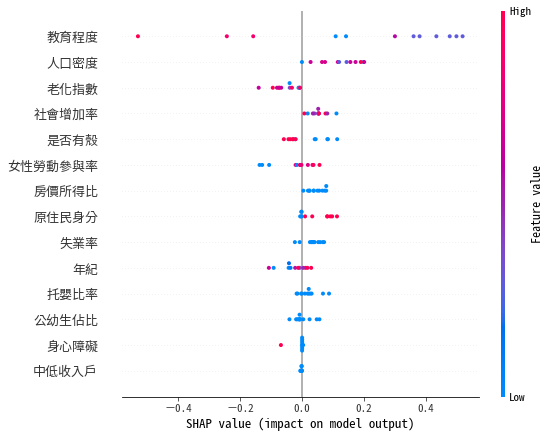 High
教育程度
人口密度
老化指數
社會增加率
是否有殼
女性勞動參與率
房價所得比
原住民身分
失業率
年紀
托嬰比率
公幼生佔比
身心障礙
中低收入戶
Feature value
Low
−0.4 −0.2 0.0 0.2 0.4
SHAP value (impact on model output)